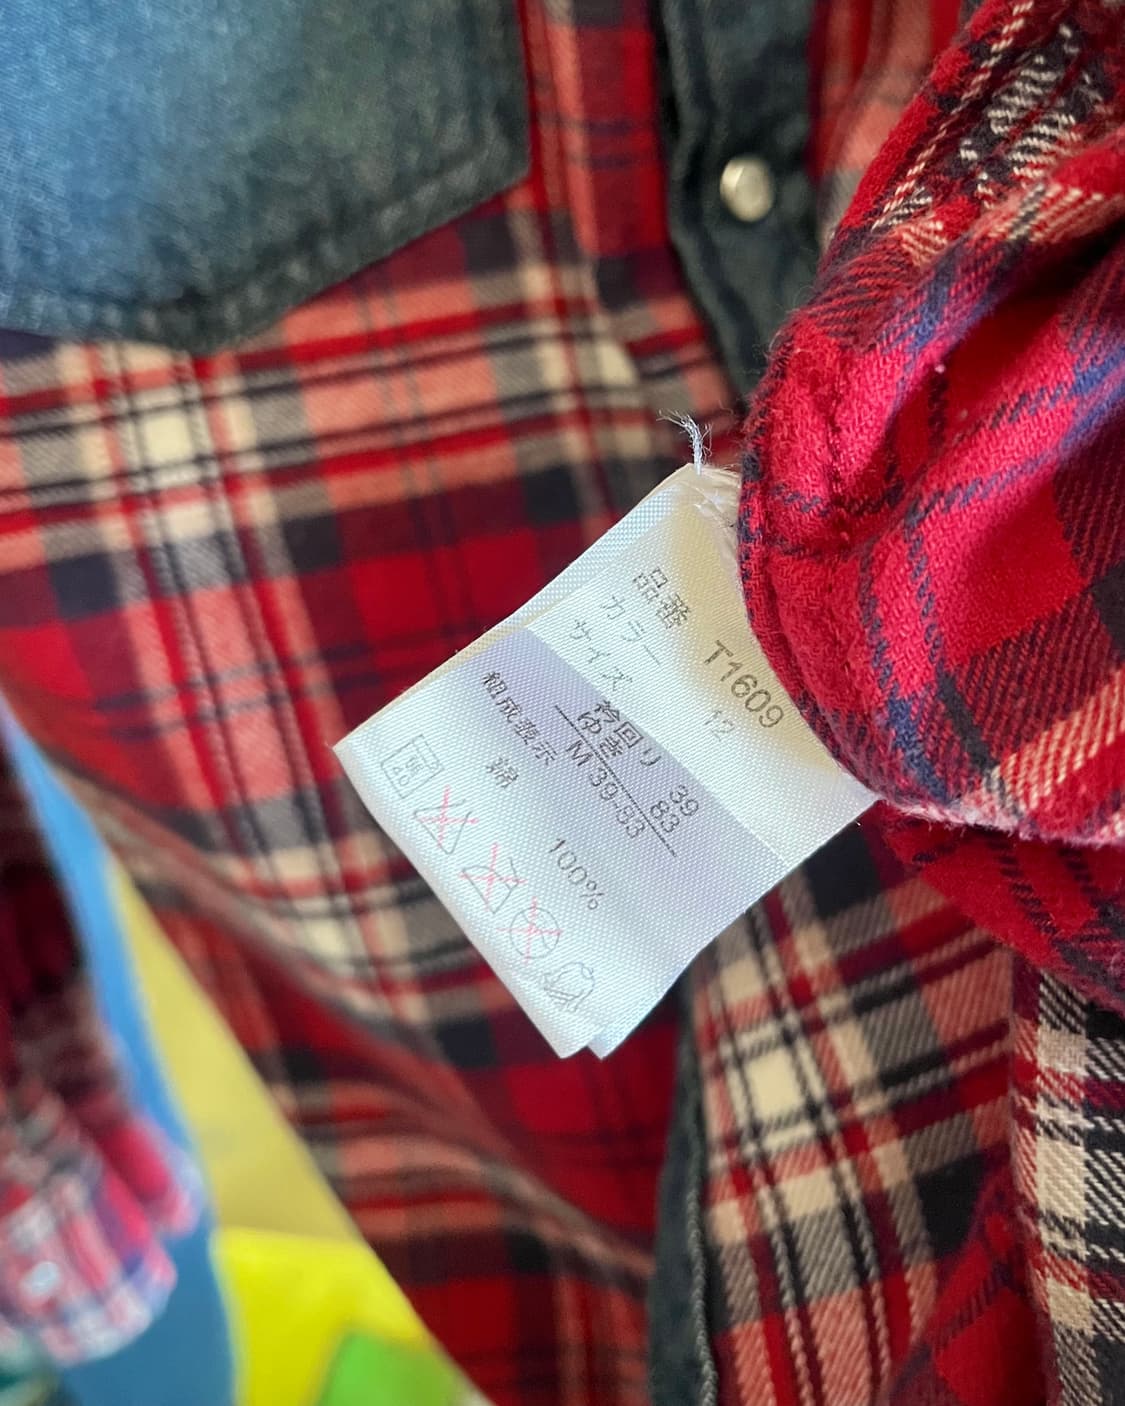 品番 T1609
カラー 12
サイズ
衿回り 39
ゆき 83
M 39-83
組成表示
綿 100%